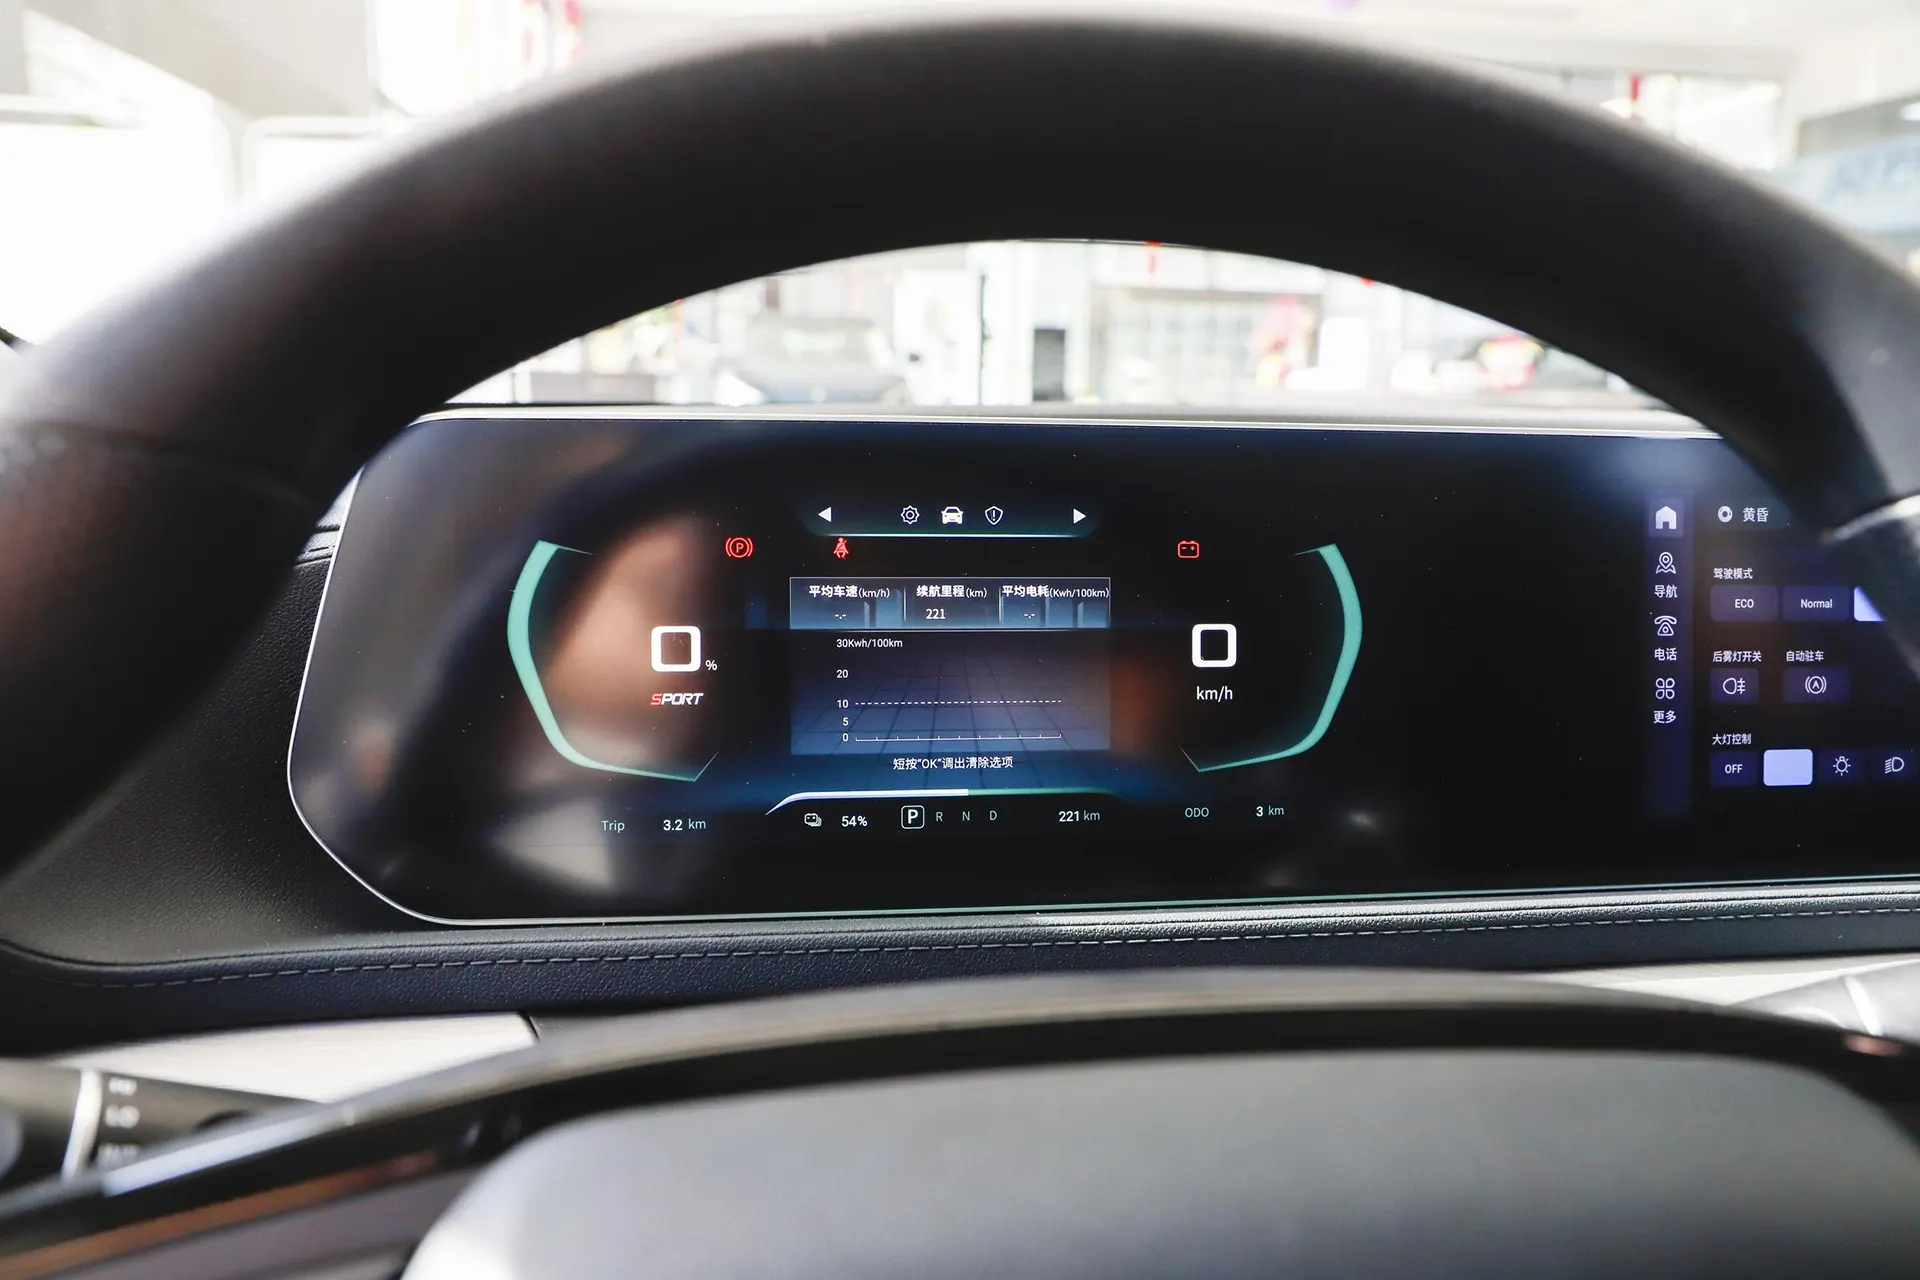 平均车速(km/h) 续航里程(km) 平均电耗(Kwh/100km)
-.- 221 -.-
30Kwh/100km
20
10
5
0
短按"OK"调出清除选项
0 %
SPORT
0
km/h
Trip 3.2 km
54%
P R N D
221 km
ODO 3 km
导航
电话
更多
黄昏
驾驶模式
ECO Normal
后雾灯开关 自动驻车
大灯控制
OFF